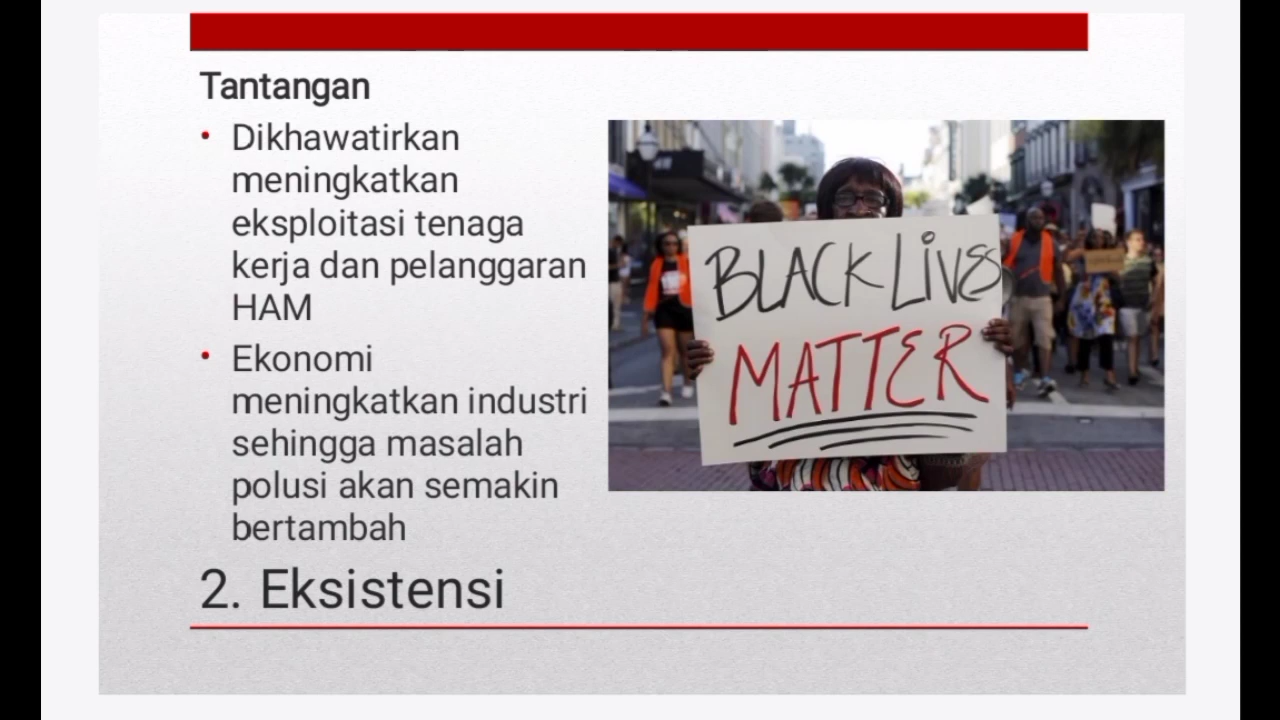 Tantangan
• Dikhawatirkan
meningkatkan
eksploitasi tenaga
kerja dan pelanggaran
HAM
• Ekonomi
meningkatkan industri
sehingga masalah
polusi akan semakin
bertambah
2. Eksistensi
BLACK LIVES
MATTER